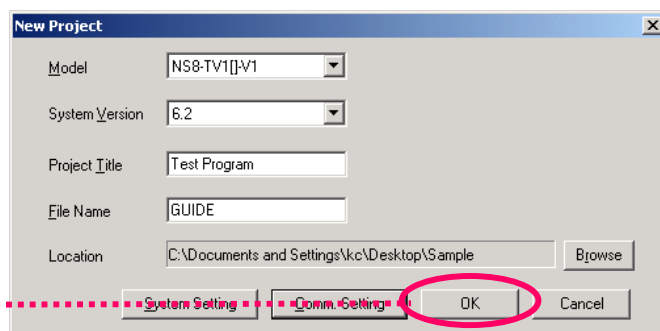 New Project
Model NS8-TV1[]-V1
System Version 6.2
Project Title Test Program
File Name GUIDE
Location C:\Documents and Settings\kc\Desktop\Sample Browse
System Setting Comm. Setting OK Cancel